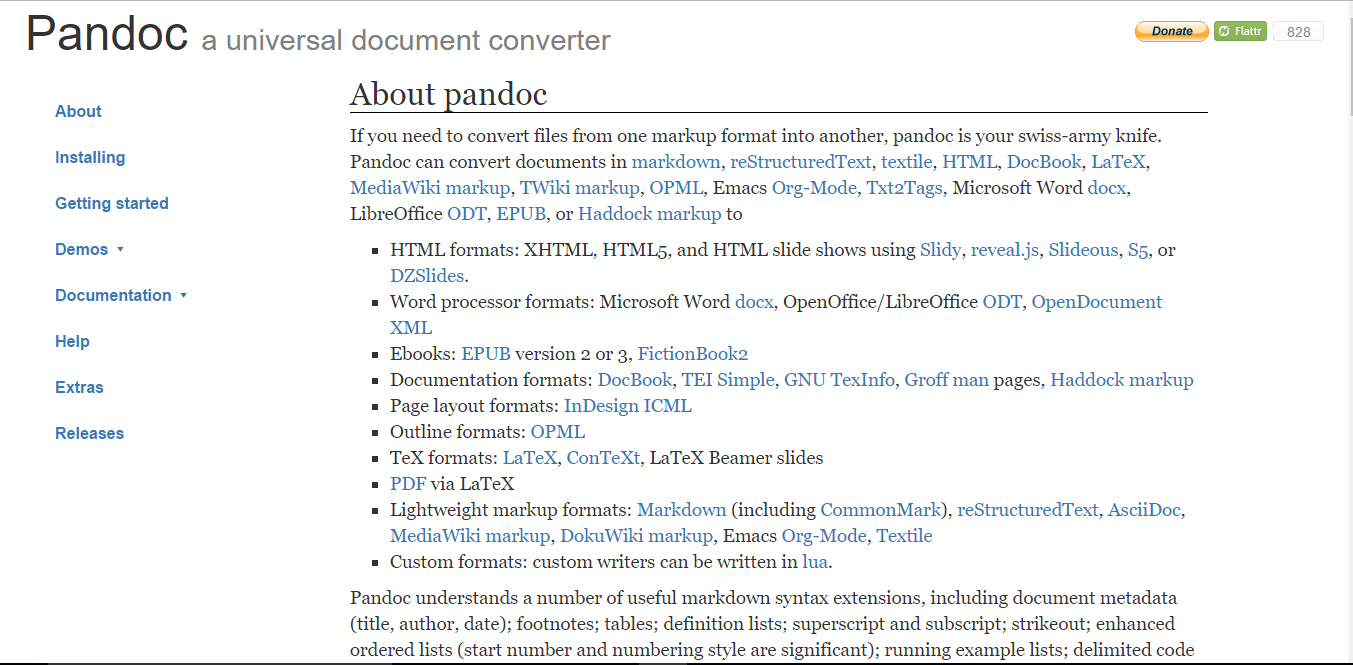 Pandoc a universal document converter
Donate
Flattr
828
About
Installing
Getting started
Demos
Documentation
Help
Extras
Releases
About pandoc
If you need to convert files from one markup format into another, pandoc is your swiss-army knife.
Pandoc can convert documents in markdown, reStructuredText, textile, HTML, DocBook, LaTeX,
MediaWiki markup, TWiki markup, OPML, Emacs Org-Mode, Txt2Tags, Microsoft Word docx,
LibreOffice ODT, EPUB, or Haddock markup to
▪ HTML formats: XHTML, HTML5, and HTML slide shows using Slidy, reveal.js, Slideous, S5, or
DZSlides.
▪ Word processor formats: Microsoft Word docx, OpenOffice/LibreOffice ODT, OpenDocument
XML
▪ Ebooks: EPUB version 2 or 3, FictionBook2
▪ Documentation formats: DocBook, TEI Simple, GNU TexInfo, Groff man pages, Haddock markup
▪ Page layout formats: InDesign ICML
▪ Outline formats: OPML
▪ TeX formats: LaTeX, ConTeXt, LaTeX Beamer slides
▪ PDF via LaTeX
▪ Lightweight markup formats: Markdown (including CommonMark), reStructuredText, AsciiDoc,
MediaWiki markup, DokuWiki markup, Emacs Org-Mode, Textile
▪ Custom formats: custom writers can be written in lua.
Pandoc understands a number of useful markdown syntax extensions, including document metadata
(title, author, date); footnotes; tables; definition lists; superscript and subscript; strikeout; enhanced
ordered lists (start number and numbering style are significant); running example lists; delimited code